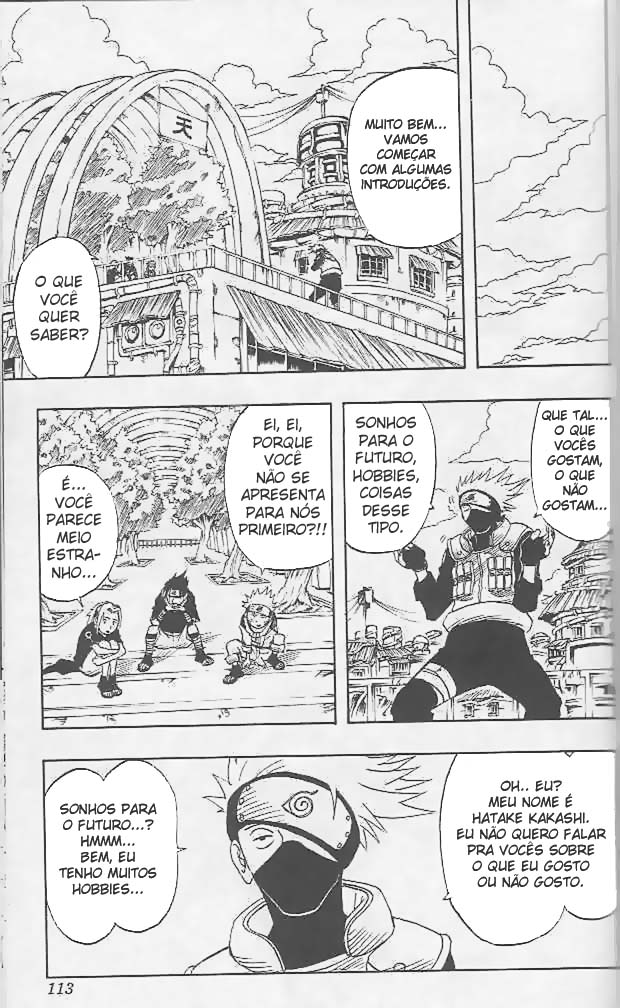 MUITO BEM...
VAMOS
COMEÇAR
COM ALGUMAS
INTRODUÇÕES.
天
O QUE
VOCÊ
QUER
SABER?
QUE TAL...
O QUE
VOCÊS
GOSTAM,
O QUE
NÃO
GOSTAM...
SONHOS
PARA O
FUTURO,
HOBBIES,
COISAS
DESSE
TIPO.
EI, EI,
PORQUE
VOCÊ
NÃO SE
APRESENTA
PARA NÓS
PRIMEIRO?!!
É...
VOCÊ
PARECE
MEIO
ESTRA-
NHO...
OH.. EU?
MEU NOME É
HATAKE KAKASHI.
EU NÃO QUERO FALAR
PRA VOCÊS SOBRE
O QUE EU GOSTO
OU NÃO GOSTO.
SONHOS PARA
O FUTURO...?
HMMM...
BEM, EU
TENHO MUITOS
HOBBIES...
113